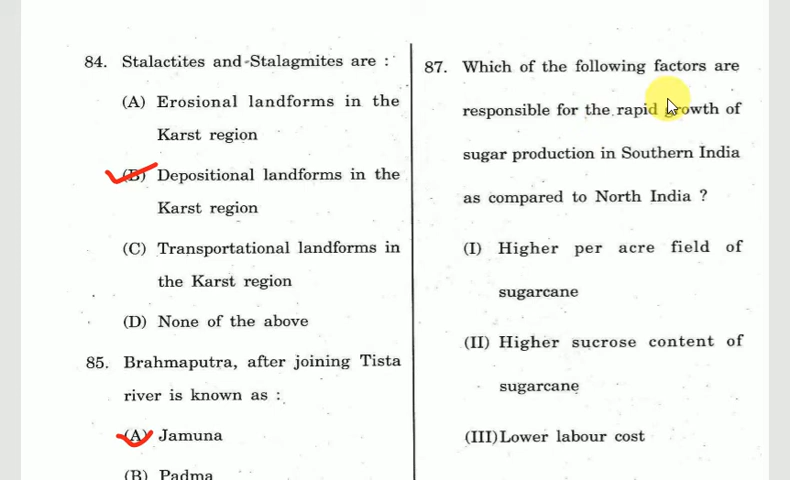 84. Stalactites and Stalagmites are :
(A) Erosional landforms in the
Karst region
(B) Depositional landforms in the
Karst region
(C) Transportational landforms in
the Karst region
(D) None of the above
85. Brahmaputra, after joining Tista
river is known as :
(A) Jamuna
(B) Padma
87. Which of the following factors are
responsible for the rapid growth of
sugar production in Southern India
as compared to North India ?
(I) Higher per acre field of
sugarcane
(II) Higher sucrose content of
sugarcane
(III) Lower labour cost